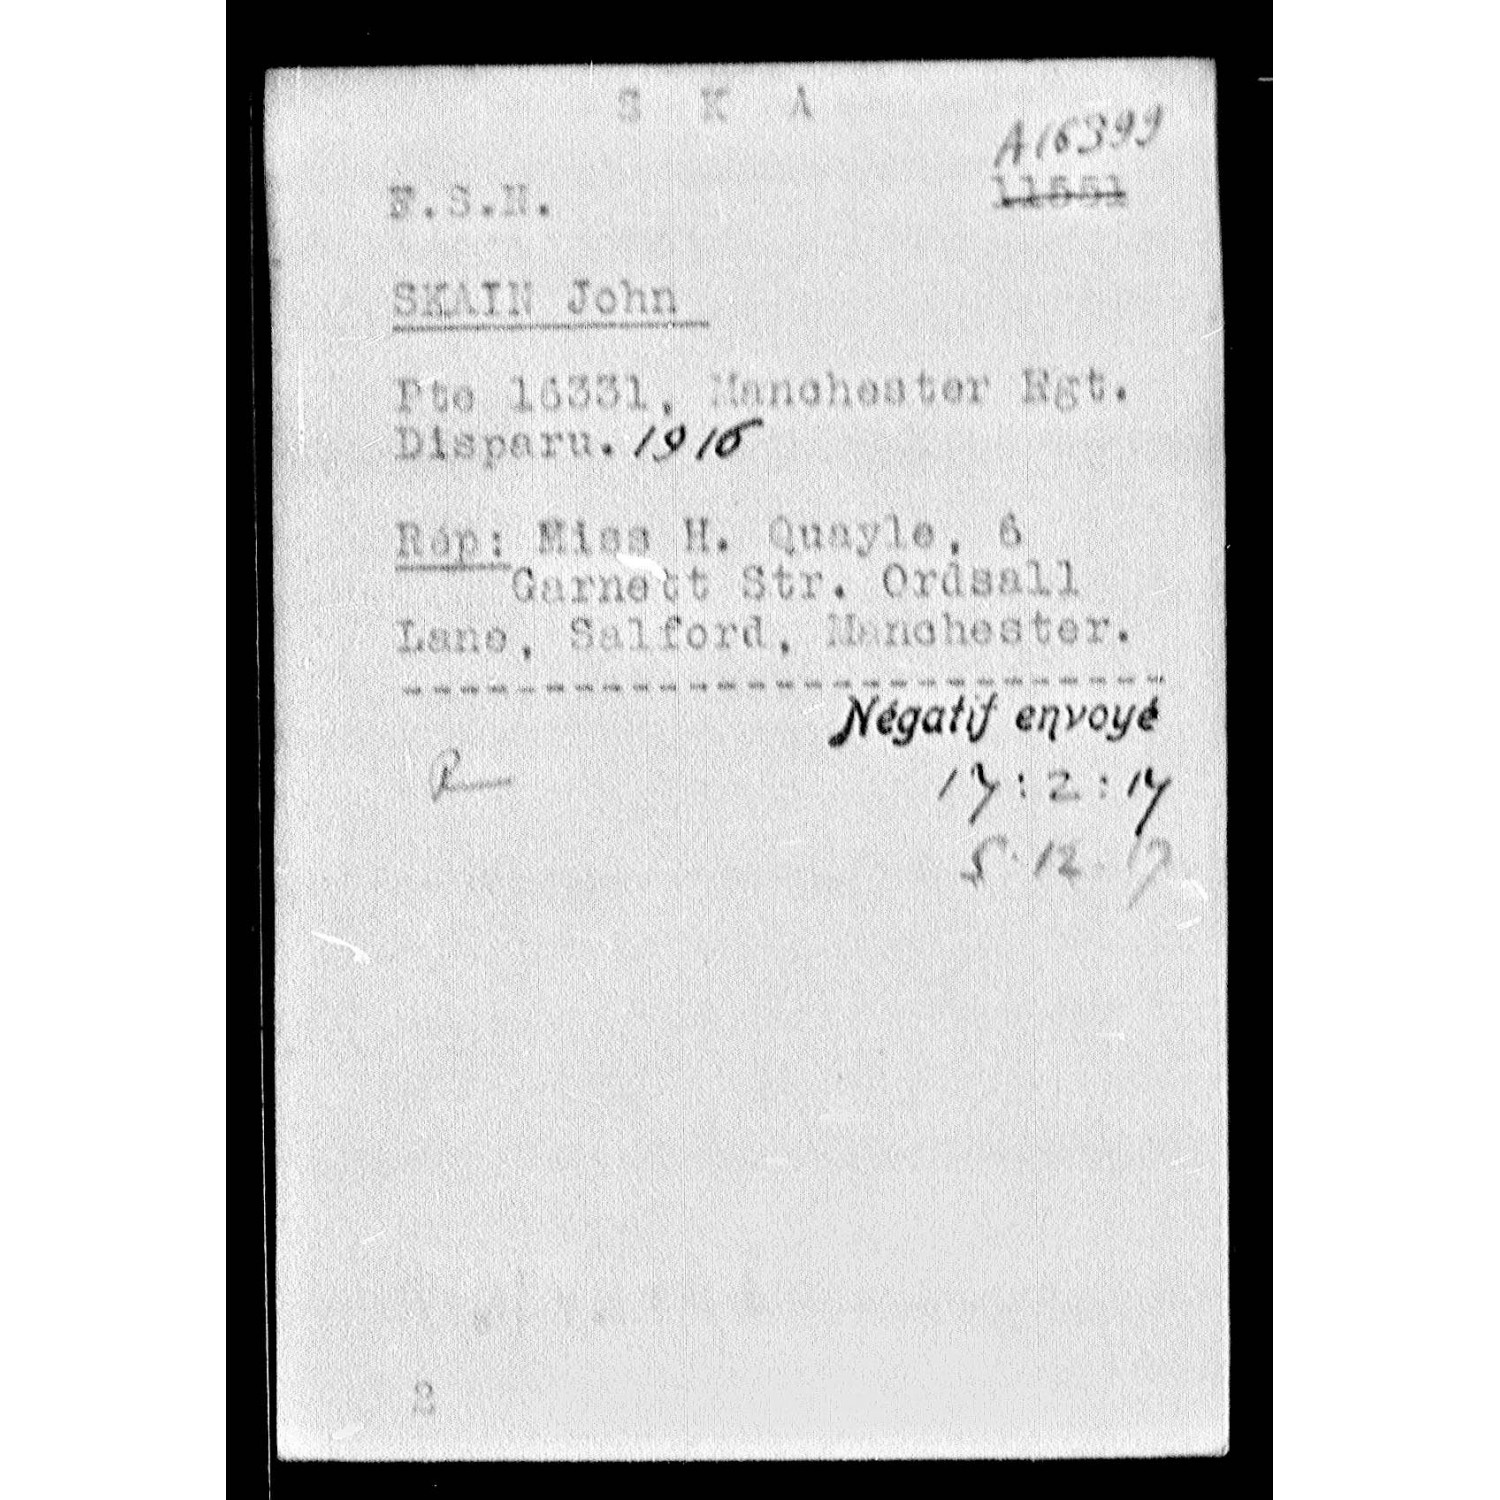 S K A
A16399
11551
F.S.N.
SKAIN John
Pte 16331, Manchester Rgt.
Disparu. 1916
Rép: Miss H. Quayle, 6
Garnett Str. Ordsall
Lane, Salford, Manchester.
Négatif envoyé
17:2:17
5.12.17
R
2